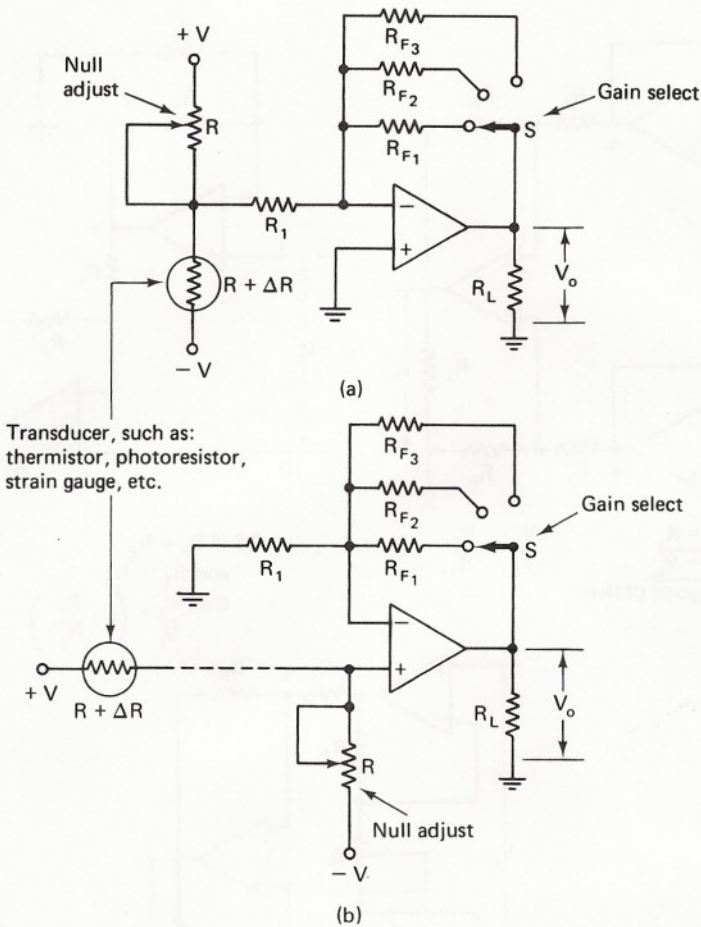 R_F3
+ V
Null
adjust
R_F2
Gain select
R
S
R_F1
R_1
−
+
R + ΔR
R_L
V_o
− V
(a)
Transducer, such as:
thermistor, photoresistor,
strain gauge, etc.
R_F3
R_F2
Gain select
S
R_1
R_F1
−
+
+ V
R + ΔR
R_L
V_o
R
Null adjust
− V
(b)